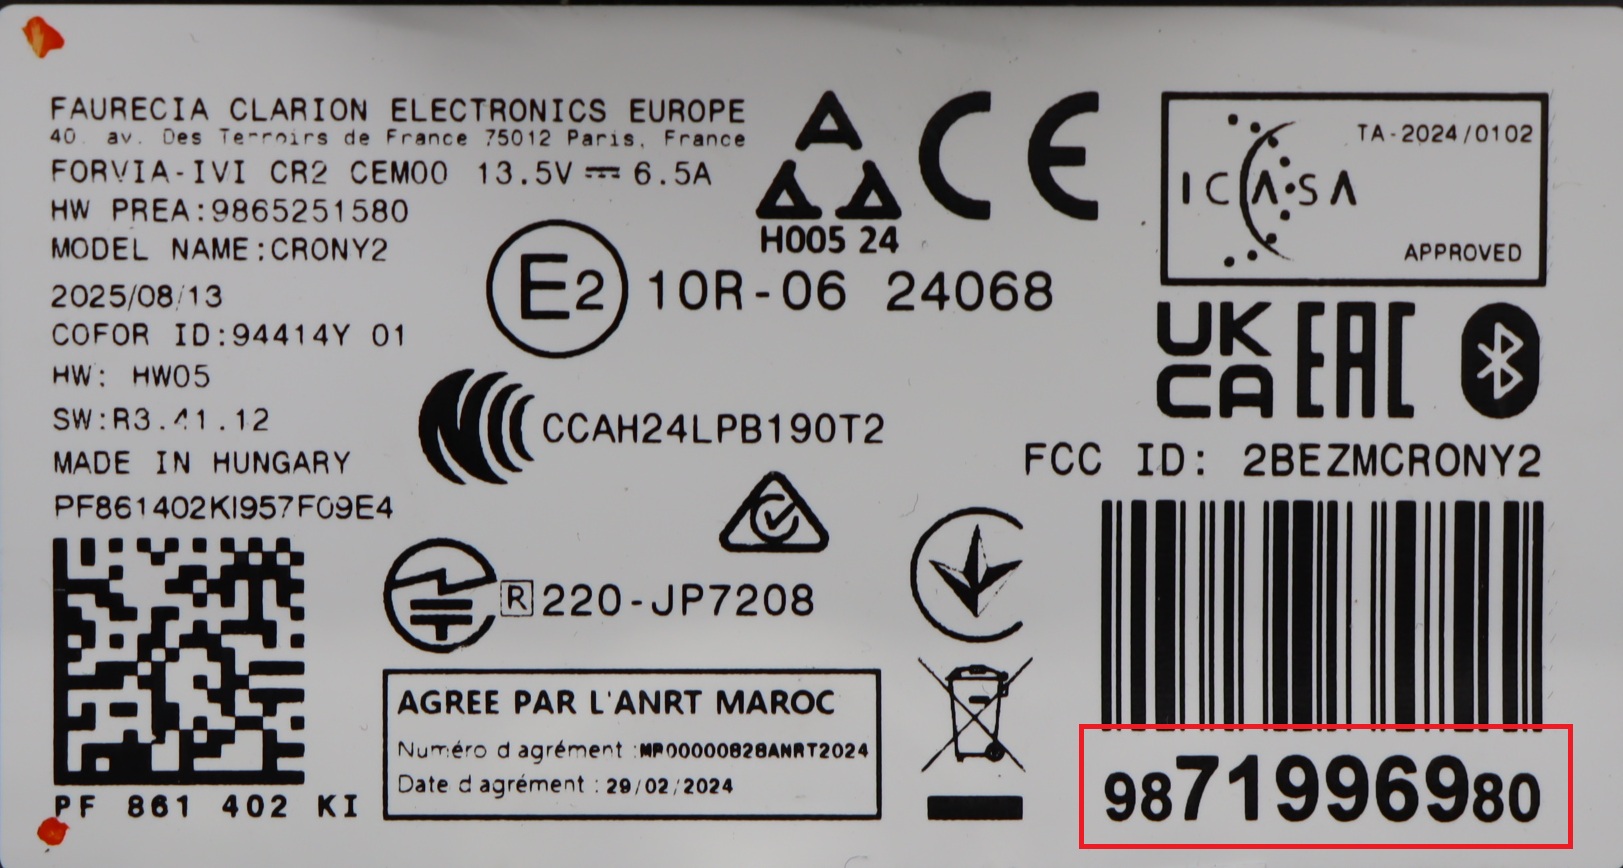 FAURECIA CLARION ELECTRONICS EUROPE
40. av. Des Terroirs de France 75012 Paris, France
FORVIA-IVI CR2 CEM00 13.5V ⎓ 6.5A
HW PREA:9865251580
MODEL NAME:CRONY2
2025/08/13
COFOR ID:94414Y 01
HW: HW05
SW:R3.41.12
MADE IN HUNGARY
PF861402KI957F09E4
PF 861 402 KI
H005 24
CE
E2 10R-06 24068
CCAH24LPB190T2
R 220-JP7208
AGREE PAR L'ANRT MAROC
Numéro d agrément :MR00000828ANRT2024
Date d agrément : 29/02/2024
TA-2024/0102
ICASA
APPROVED
UK
CA
EAC
FCC ID: 2BEZMCRONY2
98719969​80